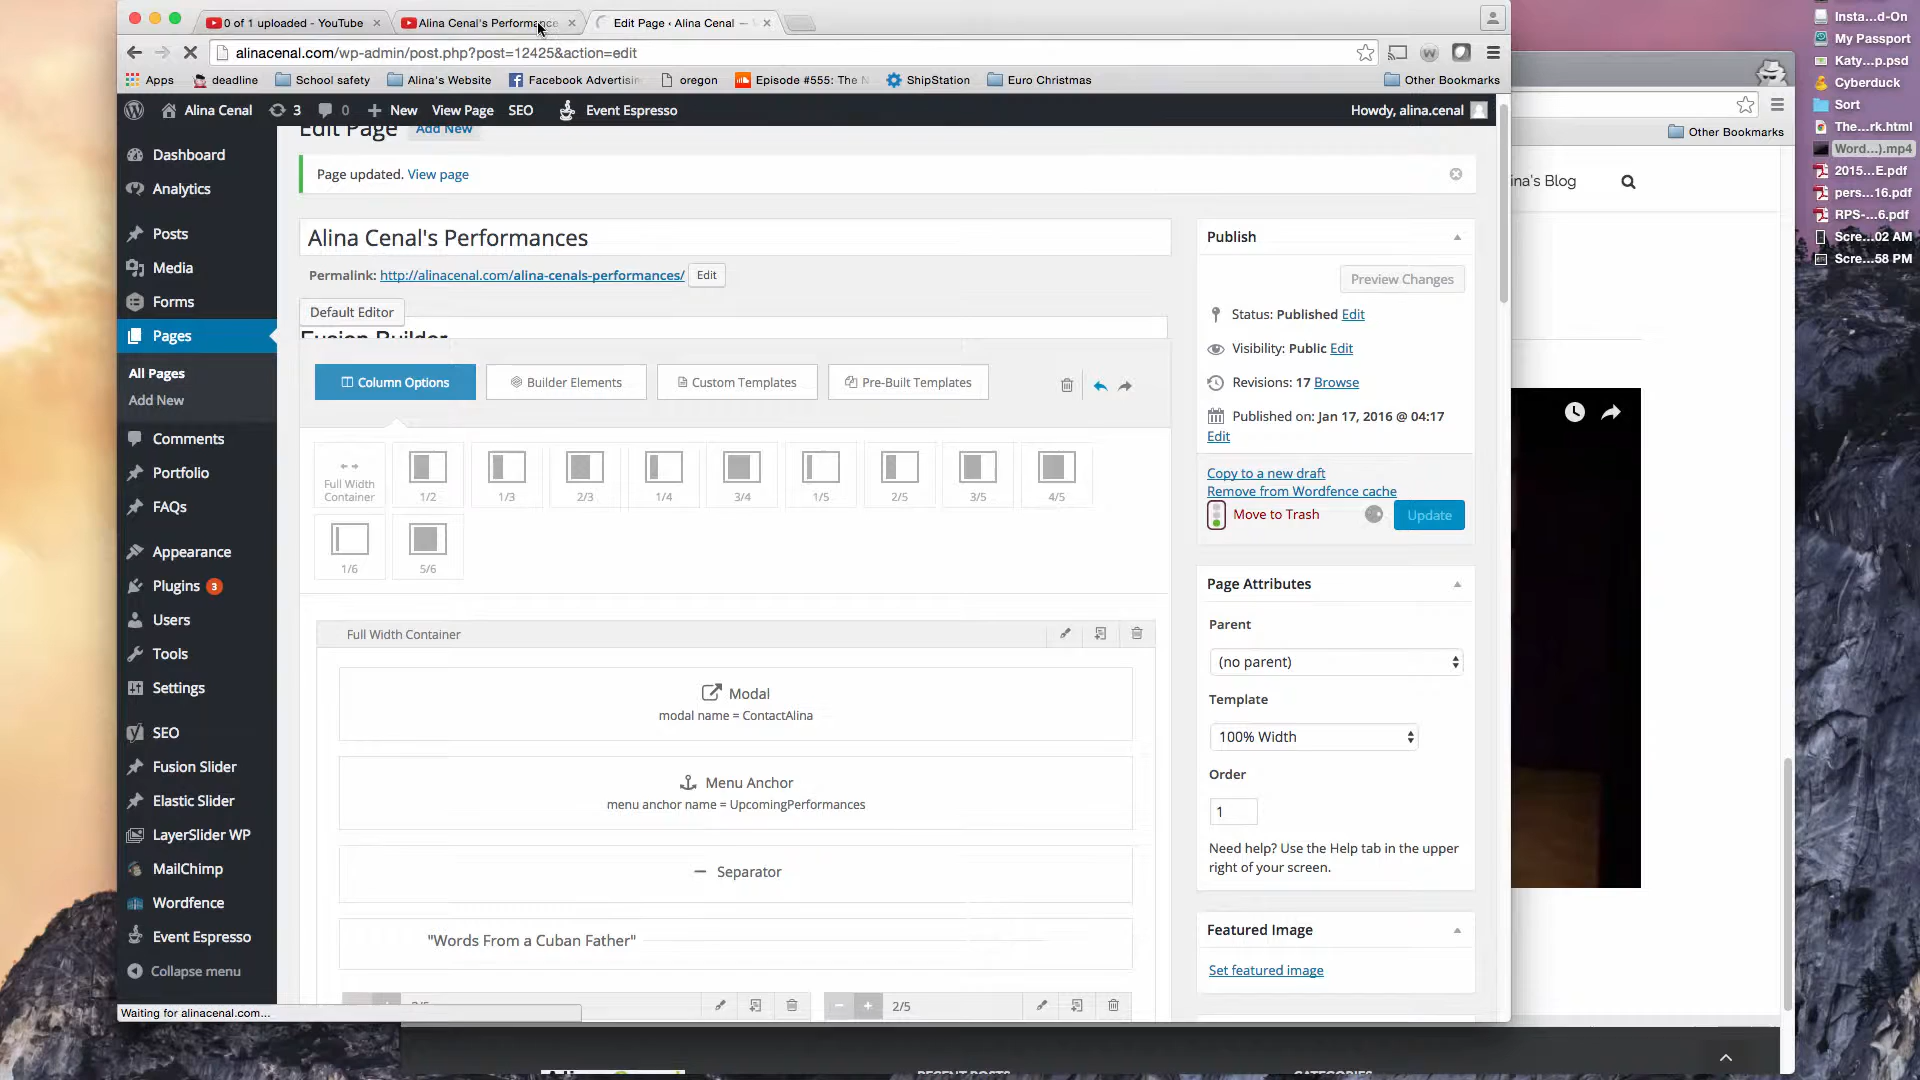 0 of 1 uploaded - YouTube
Alina Cenal's Performance
Edit Page ‹ Alina Cenal —
alinacenal.com/wp-admin/post.php?post=12425&action=edit
Apps deadline School safety Alina's Website Facebook Advertisin oregon Episode #555: The N ShipStation Euro Christmas Other Bookmarks
Alina Cenal 3 0 New View Page SEO Event Espresso Howdy, alina.cenal
Edit Page Add New
Page updated. View page
Alina Cenal's Performances
Permalink: http://alinacenal.com/alina-cenals-performances/ Edit
Default Editor
Fusion Builder
Column Options Builder Elements Custom Templates Pre-Built Templates
Full Width Container 1/2 1/3 2/3 1/4 3/4 1/5 2/5 3/5 4/5
1/6 5/6
Full Width Container
Modal
modal name = ContactAlina
Menu Anchor
menu anchor name = UpcomingPerformances
Separator
"Words From a Cuban Father"
2/5
Dashboard
Analytics
Posts
Media
Forms
Pages
All Pages
Add New
Comments
Portfolio
FAQs
Appearance
Plugins 3
Users
Tools
Settings
SEO
Fusion Slider
Elastic Slider
LayerSlider WP
MailChimp
Wordfence
Event Espresso
Collapse menu
Waiting for alinacenal.com...
Publish
Preview Changes
Status: Published Edit
Visibility: Public Edit
Revisions: 17 Browse
Published on: Jan 17, 2016 @ 04:17
Edit
Copy to a new draft
Remove from Wordfence cache
Move to Trash Update
Page Attributes
Parent
(no parent)
Template
100% Width
Order
1
Need help? Use the Help tab in the upper
right of your screen.
Featured Image
Set featured image
Other Bookmarks
ina's Blog
RECENT POSTS
CATEGORIES
Insta...d-On
My Passport
Katy...p.psd
Cyberduck
Sort
The...rk.html
Word...).mp4
2015...E.pdf
pers...16.pdf
RPS-...6.pdf
Scre...02 AM
Scre...58 PM